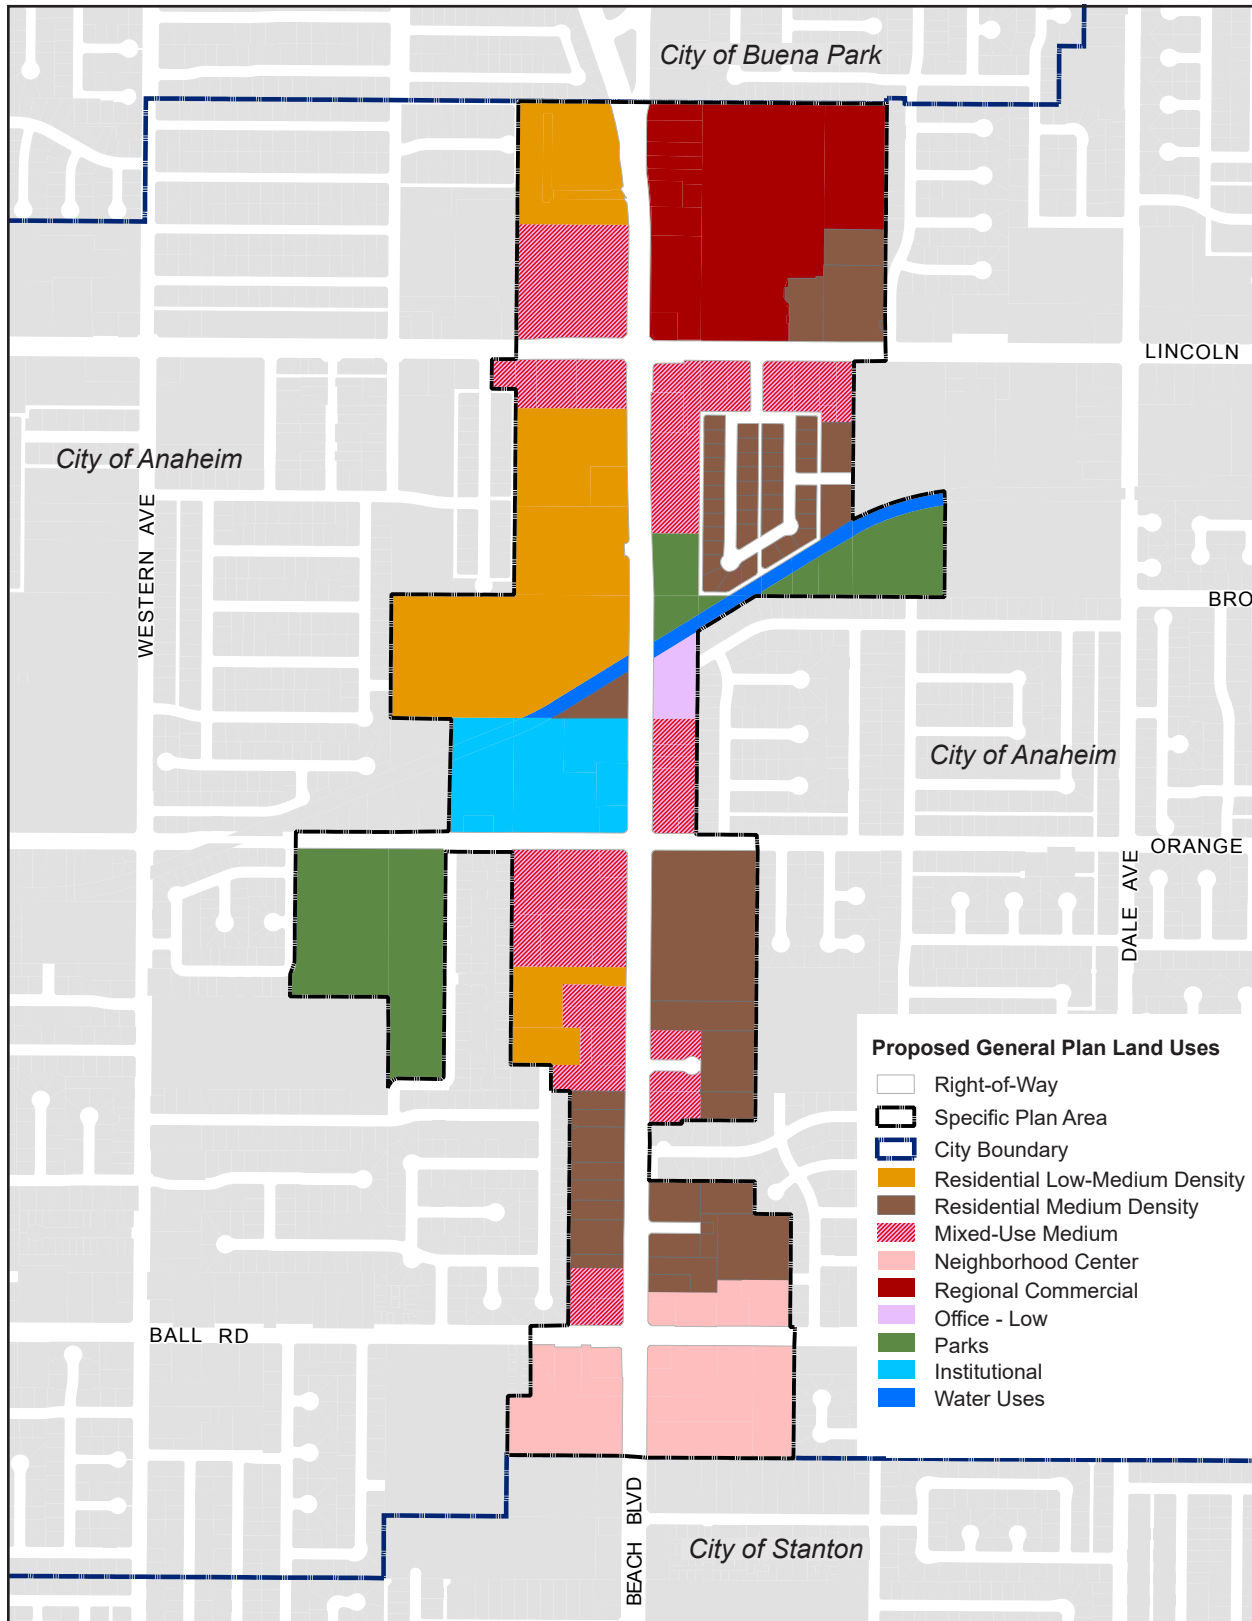 City of Buena Park
LINCOLN
City of Anaheim
WESTERN AVE
BRO
City of Anaheim
ORANGE
DALE AVE
Proposed General Plan Land Uses
Right-of-Way
Specific Plan Area
City Boundary
Residential Low-Medium Density
Residential Medium Density
Mixed-Use Medium
Neighborhood Center
Regional Commercial
Office - Low
Parks
Institutional
Water Uses
BALL RD
BEACH BLVD
City of Stanton